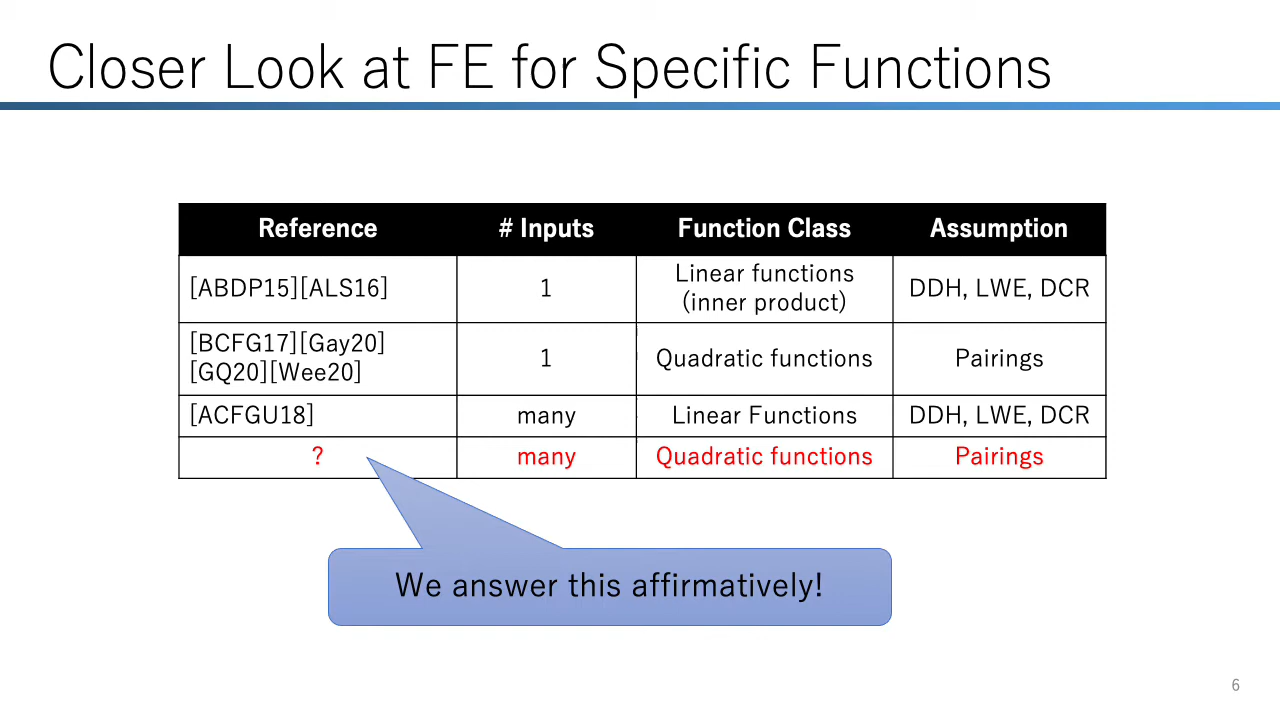 Closer Look at FE for Specific Functions
Reference # Inputs Function Class Assumption
[ABDP15][ALS16] 1 Linear functions
(inner product) DDH, LWE, DCR
[BCFG17][Gay20]
[GQ20][Wee20] 1 Quadratic functions Pairings
[ACFGU18] many Linear Functions DDH, LWE, DCR
? many Quadratic functions Pairings
We answer this affirmatively!
6